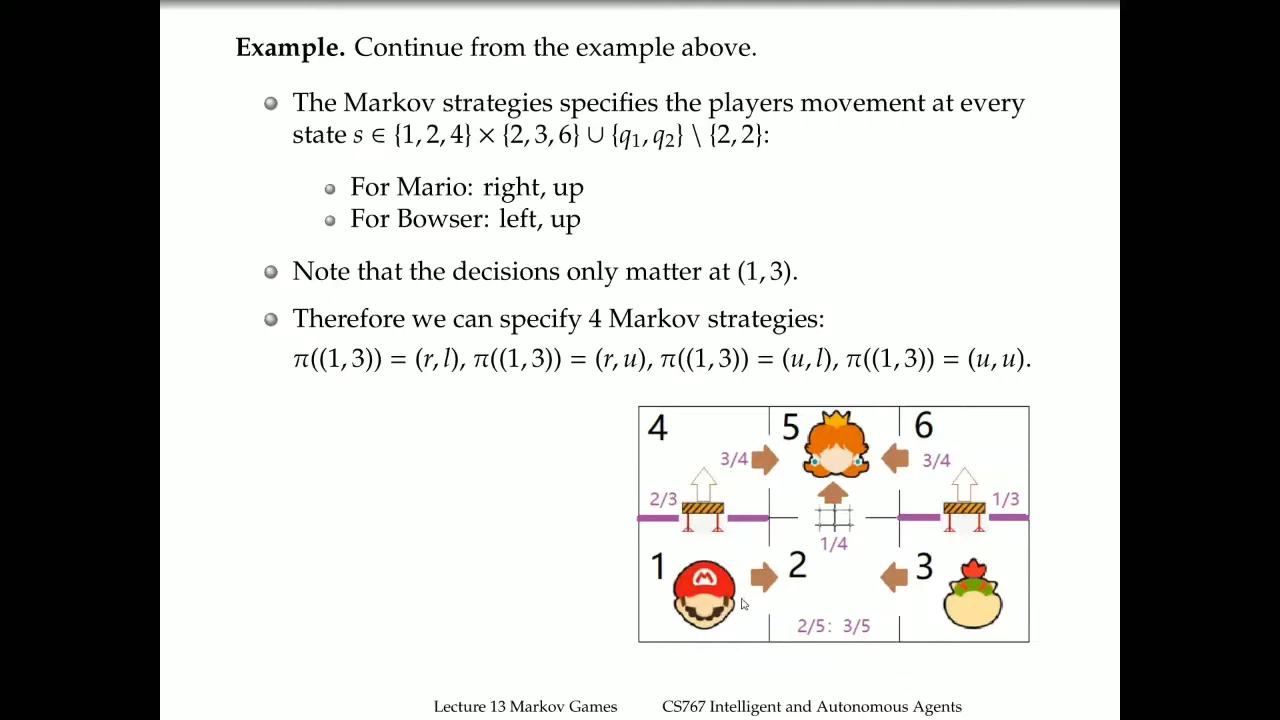 Example. Continue from the example above.
The Markov strategies specifies the players movement at every
state s ∈ {1, 2, 4} × {2, 3, 6} ∪ {q₁, q₂} \ {2, 2}:
For Mario: right, up
For Bowser: left, up
Note that the decisions only matter at (1, 3).
Therefore we can specify 4 Markov strategies:
π((1, 3)) = (r, l), π((1, 3)) = (r, u), π((1, 3)) = (u, l), π((1, 3)) = (u, u).
4 5 6
3/4 3/4
2/3 1/3
1/4
1 2 3
M
2/5: 3/5
Lecture 13 Markov Games CS767 Intelligent and Autonomous Agents